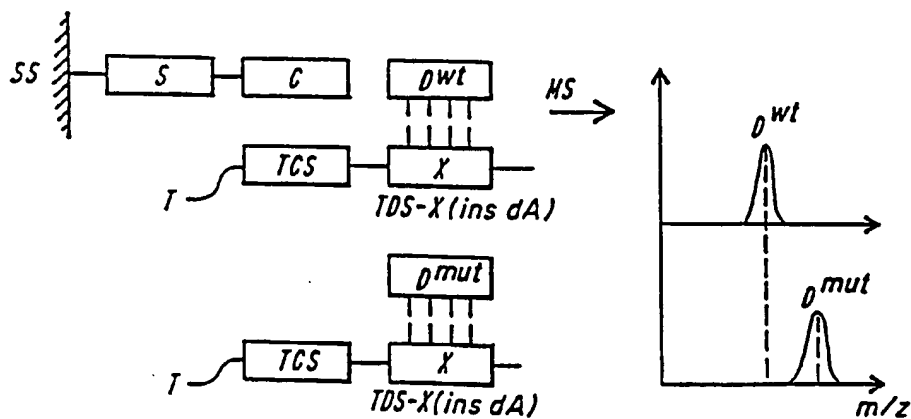 SS S C D wt MS
T TCS X
TDS-X(ins dA)
D mut
T TCS X
TDS-X(ins dA)
D wt
D mut
m/z